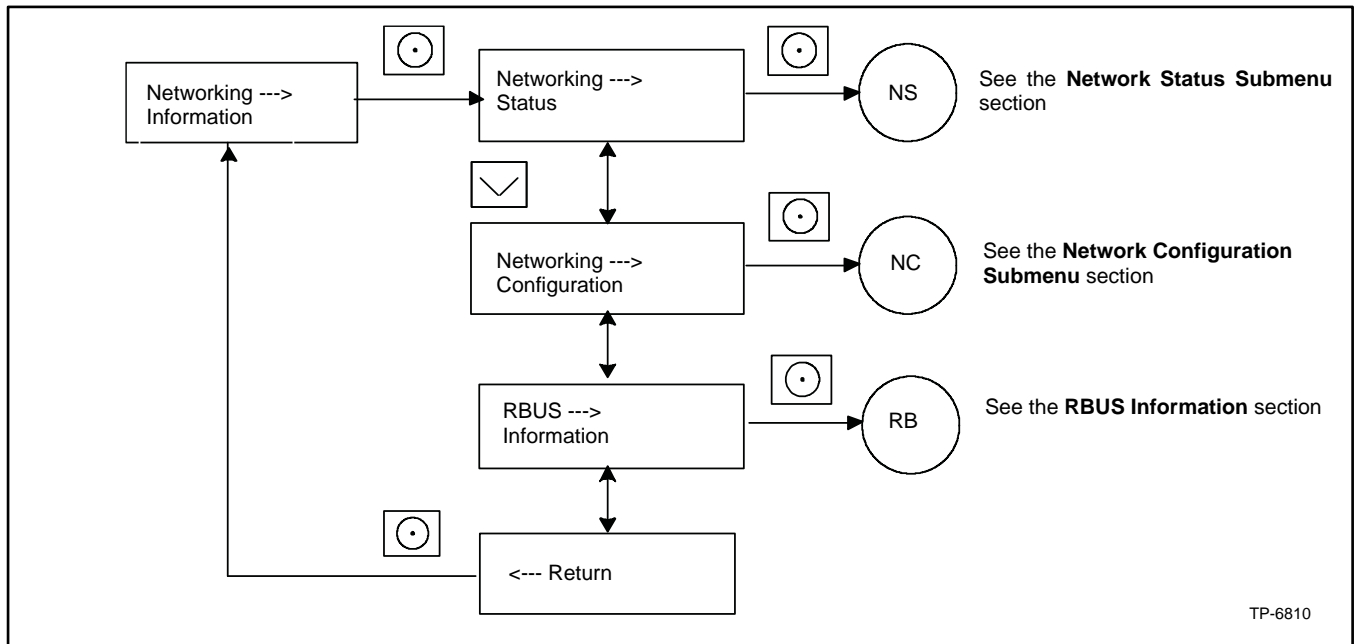 Networking --->
Information
Networking --->
Status
NS
See the Network Status Submenu
section
Networking --->
Configuration
NC
See the Network Configuration
Submenu section
RBUS --->
Information
RB
See the RBUS Information section
<--- Return
TP-6810